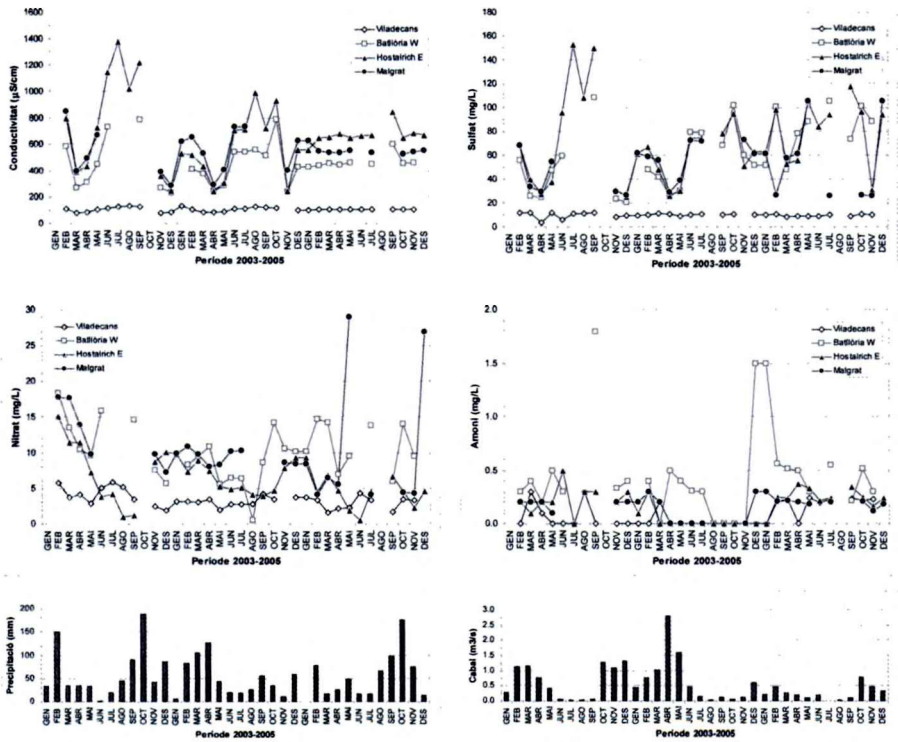 1600
1400
1200
1000
800
600
400
200
0
Conductivitat (µS/cm)
Viladecans
Batllòria W
Hostalrich E
Malgrat
GEN FEB MAR ABR MAI JUN JUL AGO SEP OCT NOV DES GEN FEB MAR ABR MAI JUN JUL AGO SEP OCT NOV DES GEN FEB MAR ABR MAI JUN JUL AGO SEP OCT NOV DES
Període 2003-2005
180
160
140
120
100
80
60
40
20
0
Sulfat (mg/L)
Viladecans
Batllòria W
Hostalrich E
Malgrat
GEN FEB MAR ABR MAI JUN JUL AGO SEP OCT NOV DES GEN FEB MAR ABR MAI JUN JUL AGO SEP OCT NOV DES GEN FEB MAR ABR MAI JUN JUL AGO SEP OCT NOV DES
Període 2003-2005
30
25
20
15
10
5
0
Nitrat (mg/L)
Viladecans
Batllòria W
Hostalrich E
Malgrat
GEN FEB MAR ABR MAI JUN JUL AGO SEP OCT NOV DES GEN FEB MAR ABR MAI JUN JUL AGO SEP OCT NOV DES GEN FEB MAR ABR MAI JUN JUL AGO SEP OCT NOV DES
Període 2003-2005
2.0
1.5
1.0
0.5
0.0
Amoni (mg/L)
Viladecans
Batllòria W
Hostalrich E
Malgrat
GEN FEB MAR ABR MAI JUN JUL AGO SEP OCT NOV DES GEN FEB MAR ABR MAI JUN JUL AGO SEP OCT NOV DES GEN FEB MAR ABR MAI JUN JUL AGO SEP OCT NOV DES
Període 2003-2005
200
150
100
50
0
Precipitació (mm)
GEN FEB MAR ABR MAI JUN JUL AGO SEP OCT NOV DES GEN FEB MAR ABR MAI JUN JUL AGO SEP OCT NOV DES GEN FEB MAR ABR MAI JUN JUL AGO SEP OCT NOV DES
Període 2003-2005
3.0
2.5
2.0
1.5
1.0
0.5
0.0
Cabal (m3/s)
GEN FEB MAR ABR MAI JUN JUL AGO SEP OCT NOV DES GEN FEB MAR ABR MAI JUN JUL AGO SEP OCT NOV DES GEN FEB MAR ABR MAI JUN JUL AGO SEP OCT NOV DES
Període 2003-2005